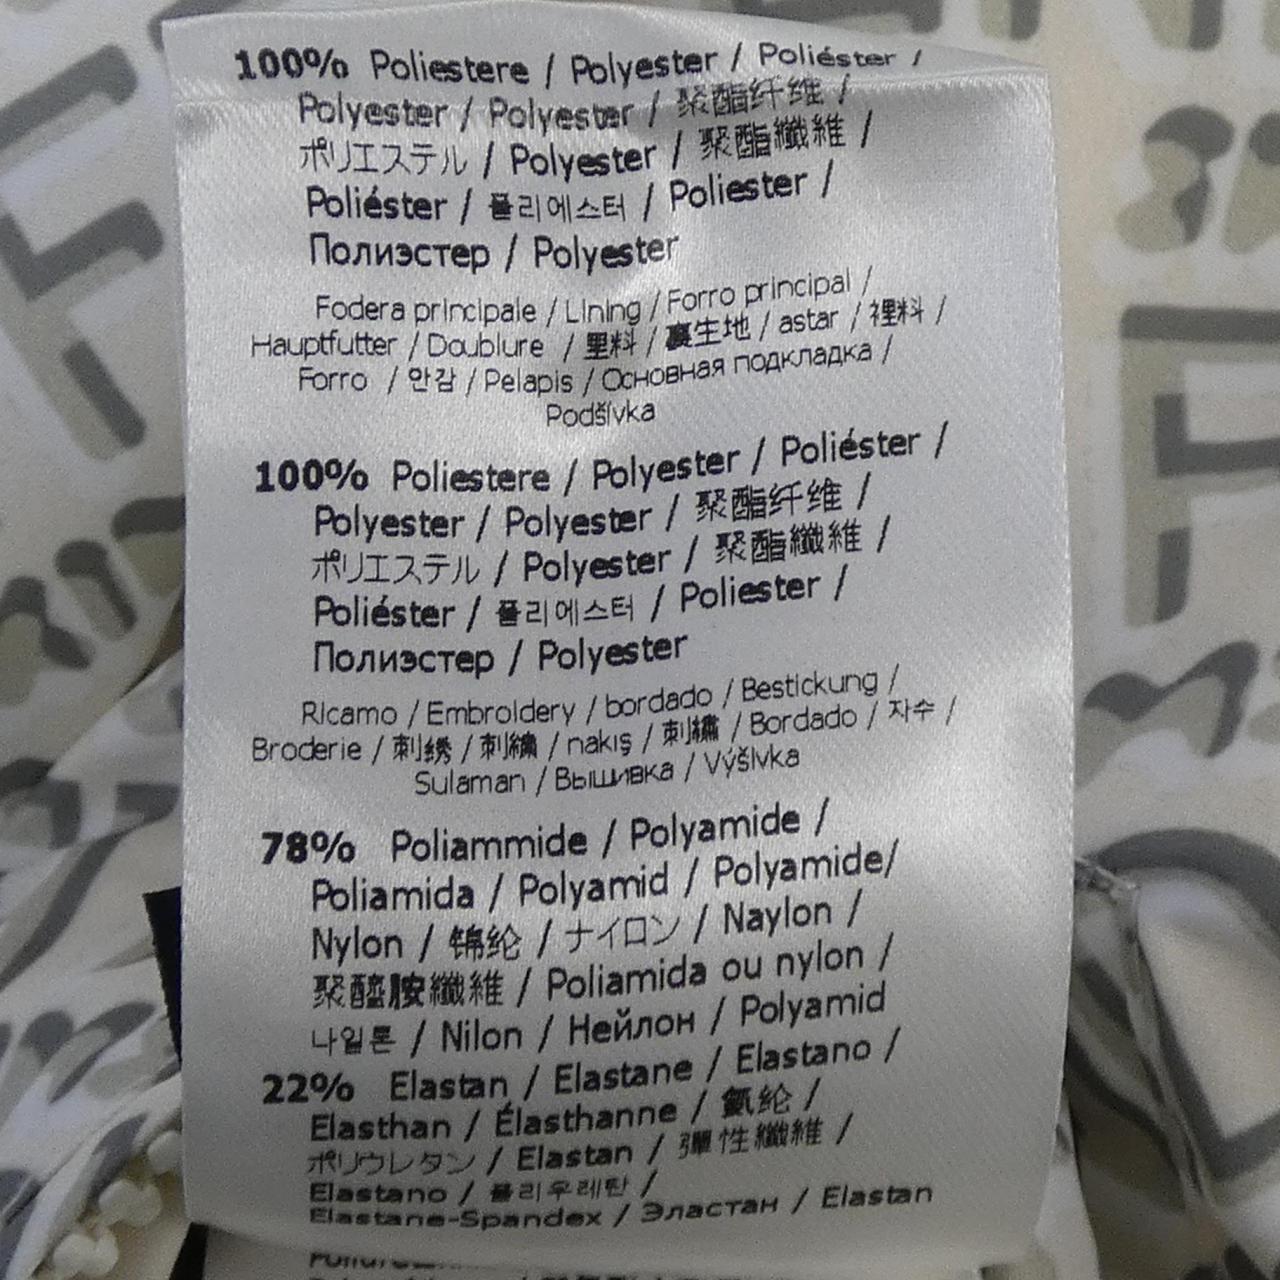 100% Poliestere / Polyester / Poliéster /
Polyester / Polyester / 聚酯纤维 /
ポリエステル / Polyester / 聚酯纖維 /
Poliéster / 폴리에스터 / Poliester /
Полиэстер / Polyester
Fodera principale / Lining / Forro principal /
Hauptfutter / Doublure / 里料 / 裏生地 / astar / 裡料 /
Forro / 안감 / Pelapis / Основная подкладка /
Podšívka
100% Poliestere / Polyester / Poliéster /
Polyester / Polyester / 聚酯纤维 /
ポリエステル / Polyester / 聚酯纖維 /
Poliéster / 폴리에스터 / Poliester /
Полиэстер / Polyester
Ricamo / Embroidery / bordado / Bestickung /
Broderie / 刺绣 / 刺繍 / nakış / 刺繡 / Bordado / 자수 /
Sulaman / Вышивка / Výšivka
78% Poliammide / Polyamide /
Poliamida / Polyamid / Polyamide/
Nylon / 锦纶 / ナイロン / Naylon /
聚醯胺纖維 / Poliamida ou nylon /
나일론 / Nilon / Нейлон / Polyamid
22% Elastan / Elastane / Elastano /
Elasthan / Élasthanne / 氨纶 /
ポリウレタン / Elastan / 彈性纖維 /
Elastano / 폴리우레탄 /
Elastane-Spandex / Эластан / Elastan